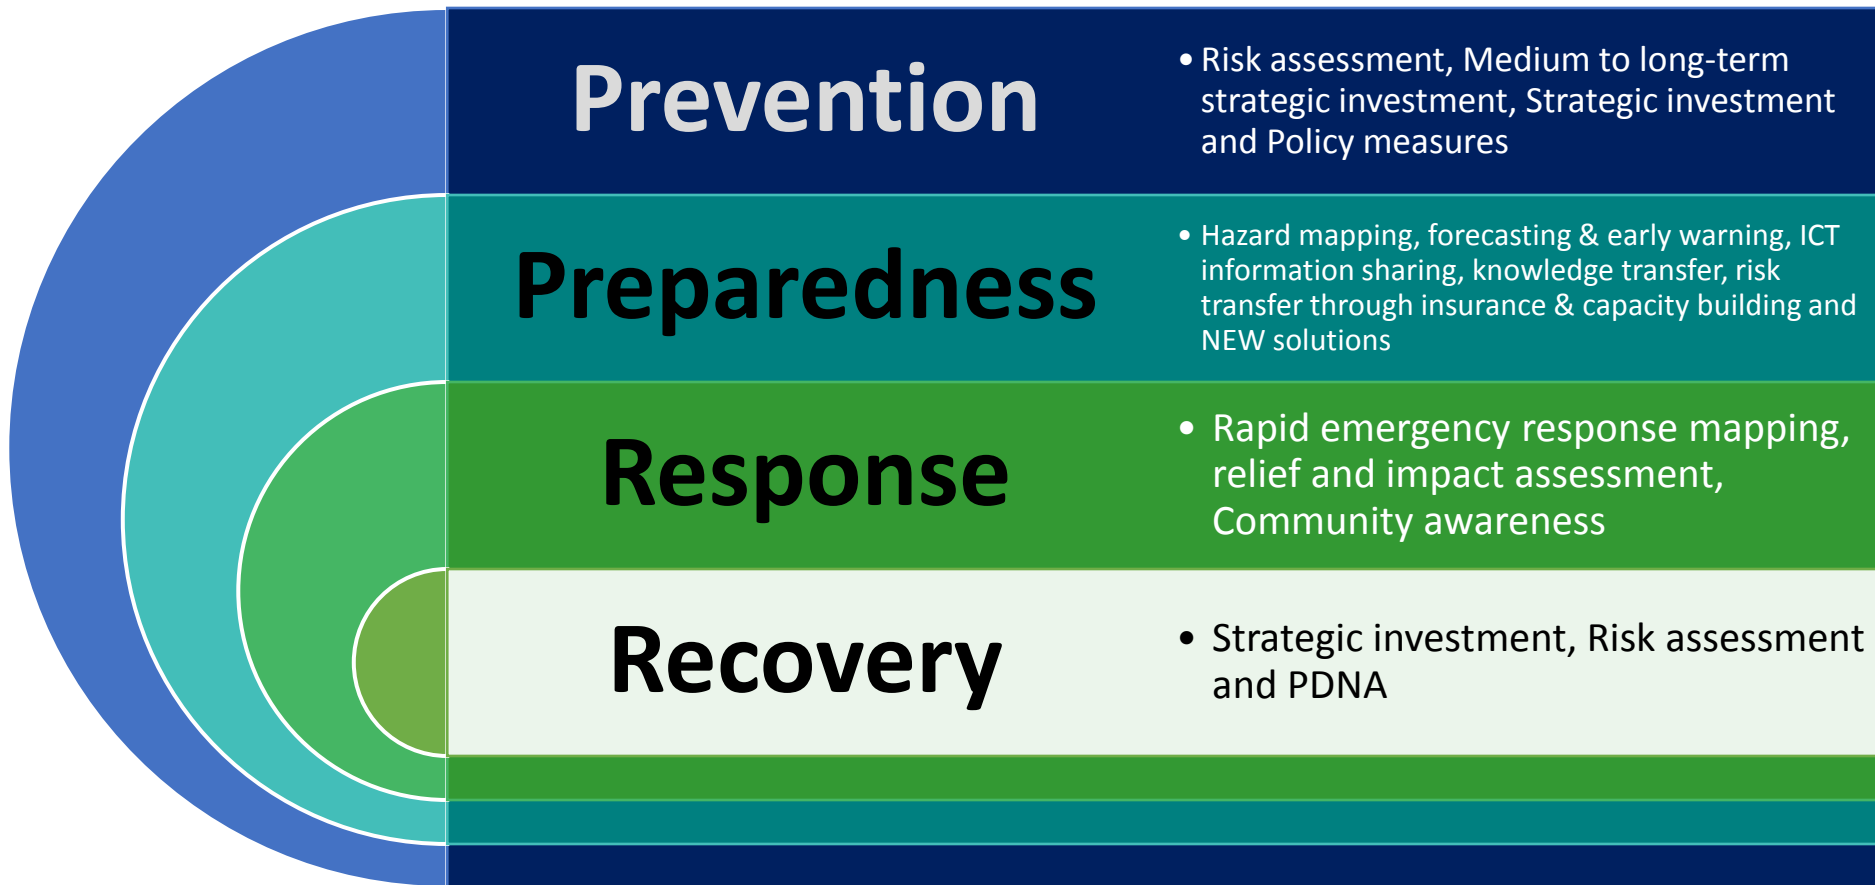 Prevention
• Risk assessment, Medium to long-term
strategic investment, Strategic investment
and Policy measures
Preparedness
• Hazard mapping, forecasting & early warning, ICT
information sharing, knowledge transfer, risk
transfer through insurance & capacity building and
NEW solutions
Response
• Rapid emergency response mapping,
relief and impact assessment,
Community awareness
Recovery
• Strategic investment, Risk assessment
and PDNA